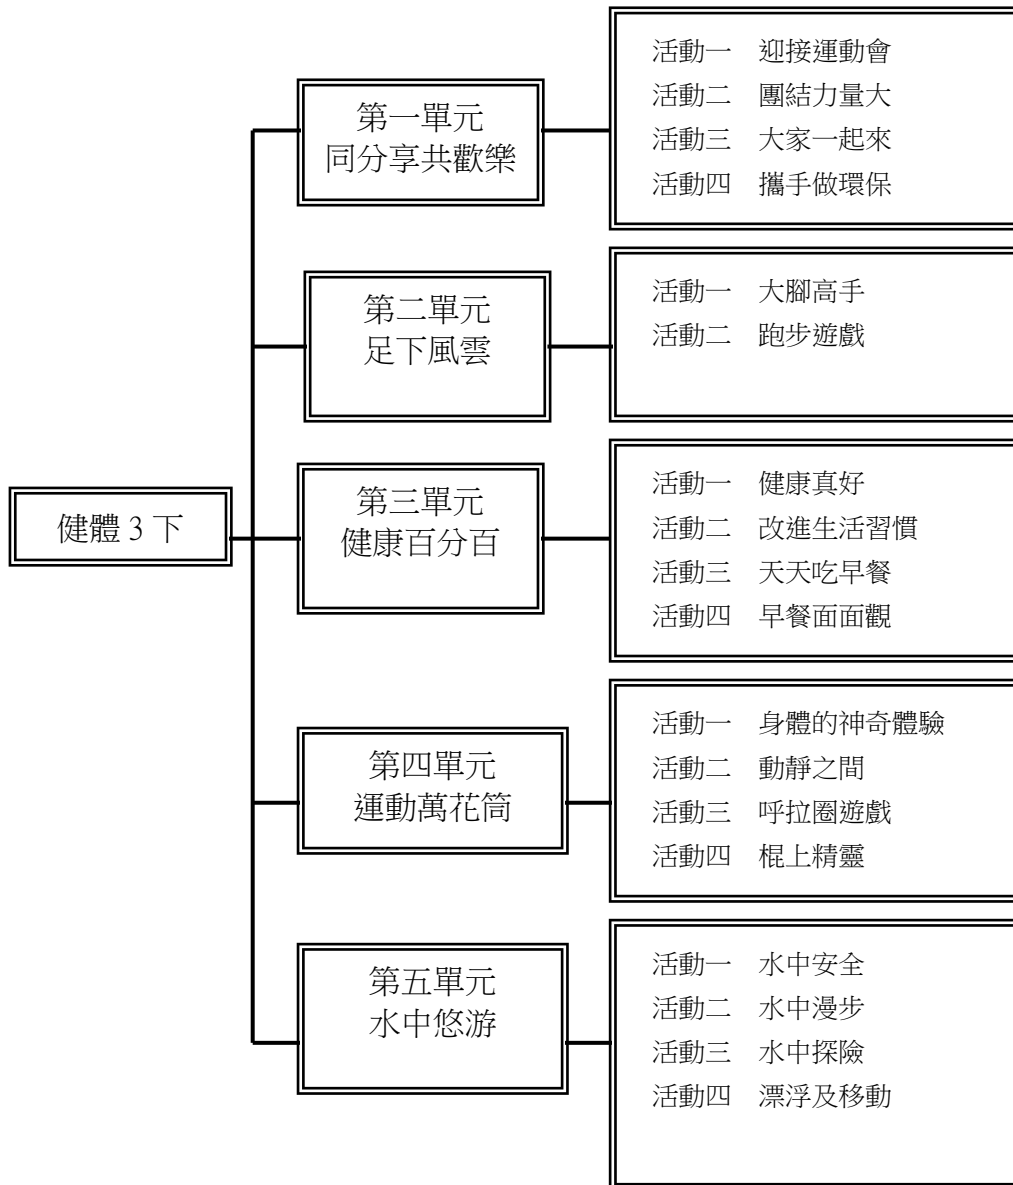 健體 3 下
第一單元
同分享共歡樂
活動一　迎接運動會
活動二　團結力量大
活動三　大家一起來
活動四　攜手做環保
第二單元
足下風雲
活動一　大腳高手
活動二　跑步遊戲
第三單元
健康百分百
活動一　健康真好
活動二　改進生活習慣
活動三　天天吃早餐
活動四　早餐面面觀
第四單元
運動萬花筒
活動一　身體的神奇體驗
活動二　動靜之間
活動三　呼拉圈遊戲
活動四　棍上精靈
第五單元
水中悠游
活動一　水中安全
活動二　水中漫步
活動三　水中探險
活動四　漂浮及移動